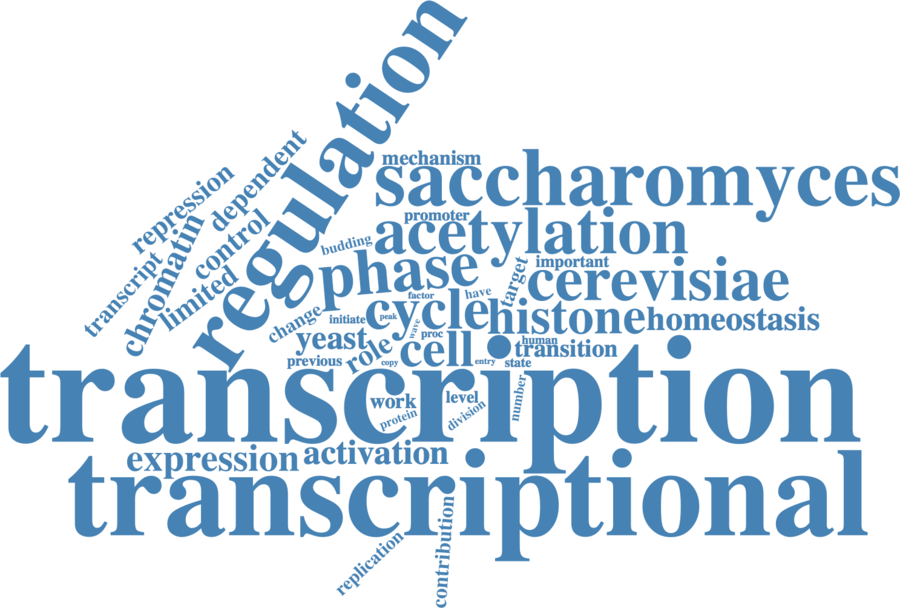 regulation
mechanism
saccharomyces
dependent
repression
promoter
acetylation
control
chromatin
budding
important
transcript
limited
phase
target
cerevisiae
factor
have
change
initiate
peak
cycle
wave
histone
homeostasis
yeast
role
proc
cell
human
transition
previous
copy
entry
state
transcription
work
level
number
protein
division
expression
activation
transcriptional
replication
contribution